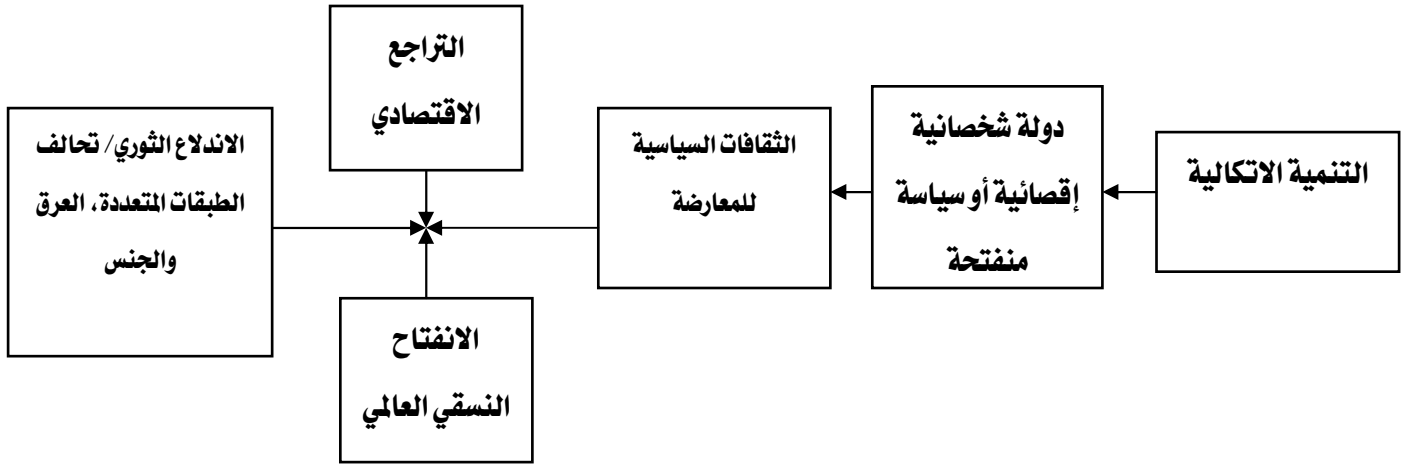 التنمية الاتكالية
دولة شخصانية
إقصائية أو سياسة
منفتحة
الثقافات السياسية
للمعارضة
التراجع
الاقتصادي
الانفتاح
النسقي العالمي
الاندلاع الثوري/ تحالف
الطبقات المتعددة، العرق
والجنس